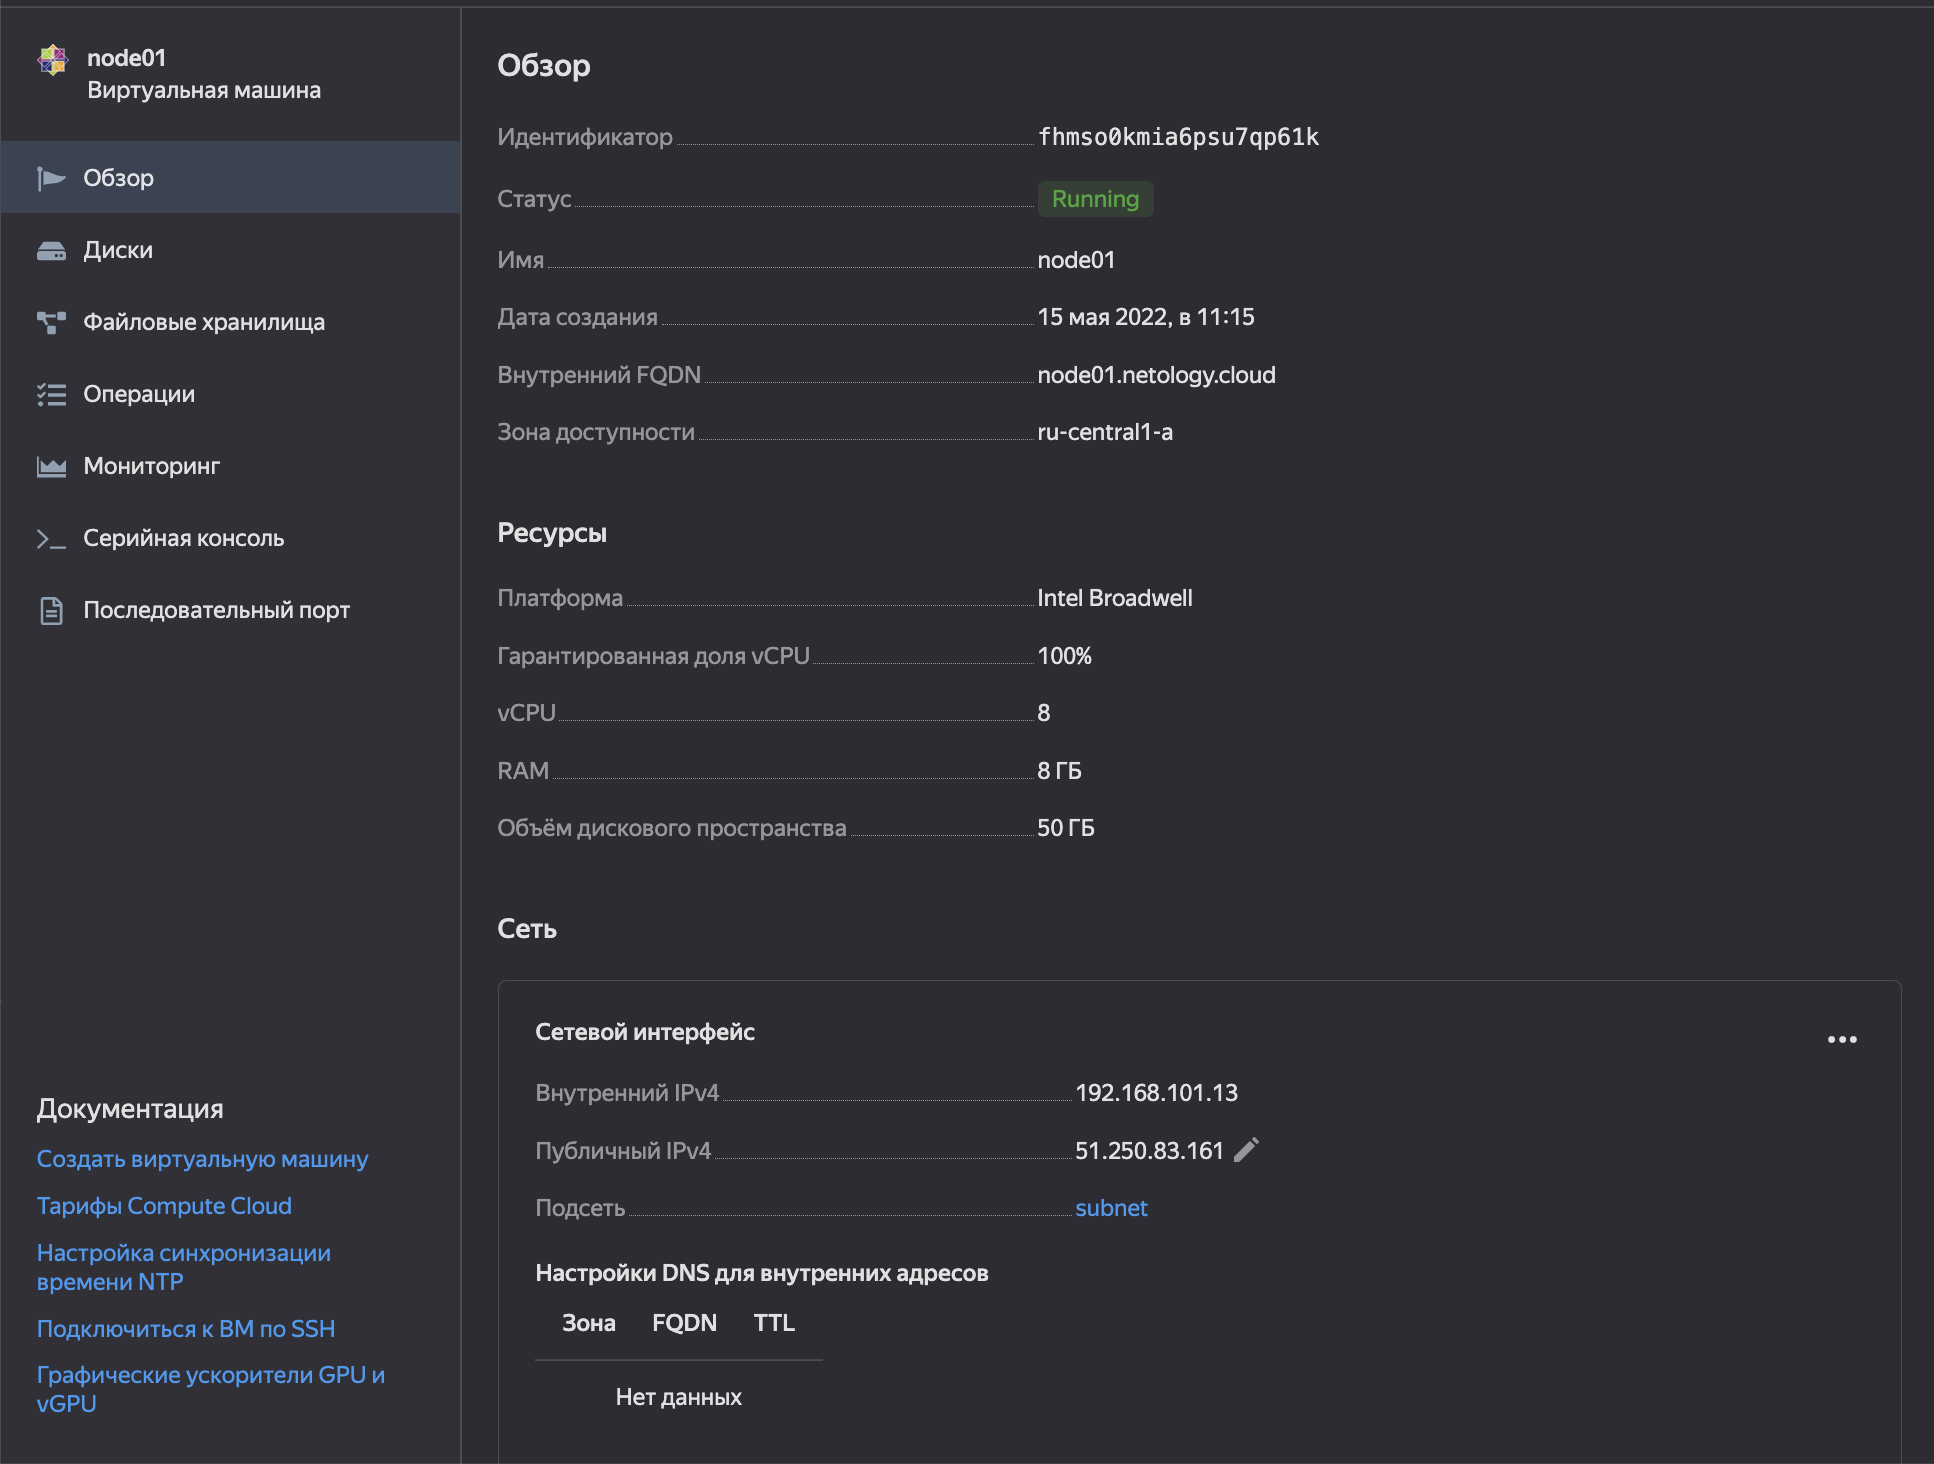 node01
Виртуальная машина
Обзор
Диски
Файловые хранилища
Операции
Мониторинг
Серийная консоль
Последовательный порт
Документация
Создать виртуальную машину
Тарифы Compute Cloud
Настройка синхронизации
времени NTP
Подключиться к ВМ по SSH
Графические ускорители GPU и
vGPU
Обзор
Идентификатор fhmso0kmia6psu7qp61k
Статус Running
Имя node01
Дата создания 15 мая 2022, в 11:15
Внутренний FQDN node01.netology.cloud
Зона доступности ru-central1-a
Ресурсы
Платформа Intel Broadwell
Гарантированная доля vCPU 100%
vCPU 8
RAM 8 ГБ
Объём дискового пространства 50 ГБ
Сеть
Сетевой интерфейс
Внутренний IPv4 192.168.101.13
Публичный IPv4 51.250.83.161
Подсеть subnet
Настройки DNS для внутренних адресов
Зона FQDN TTL
Нет данных